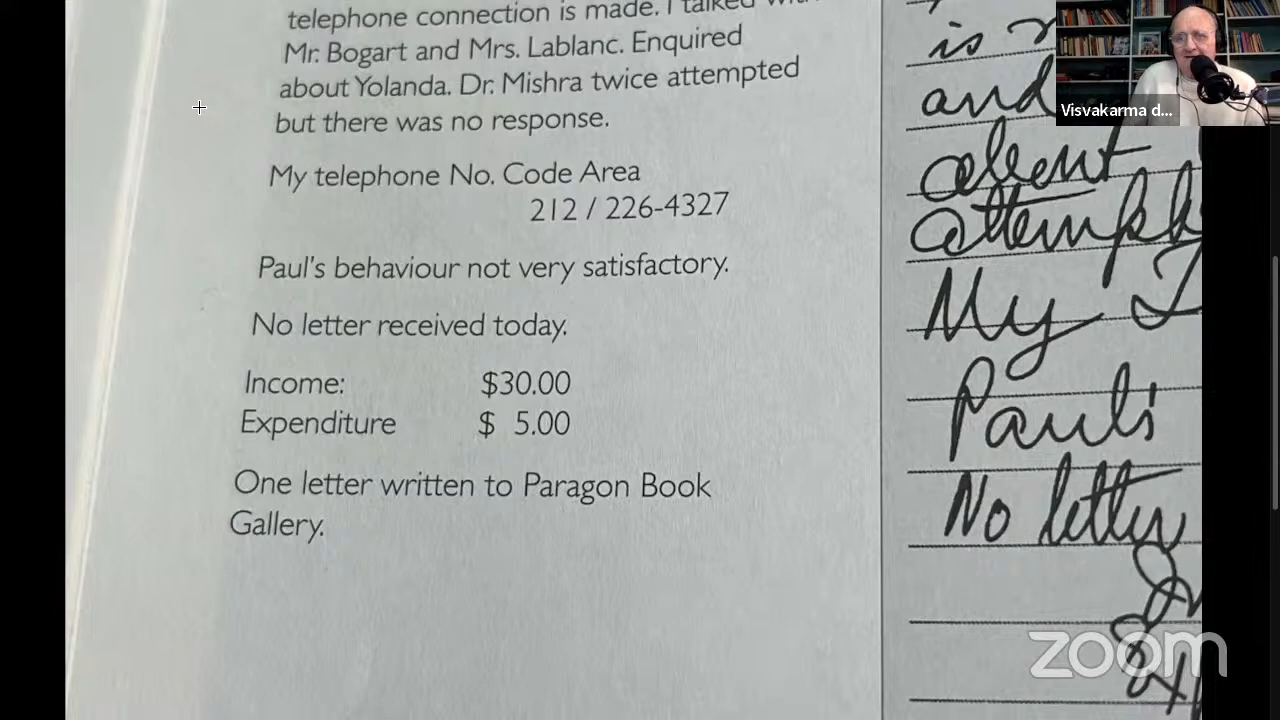 telephone connection is made. I talked with
Mr. Bogart and Mrs. Lablanc. Enquired
about Yolanda. Dr. Mishra twice attempted
but there was no response.
My telephone No. Code Area
212 / 226-4327
Paul's behaviour not very satisfactory.
No letter received today.
Income: $30.00
Expenditure $ 5.00
One letter written to Paragon Book
Gallery.
is
and
attempt
My
Paul's
No letter
Visvakarma d...
zoom